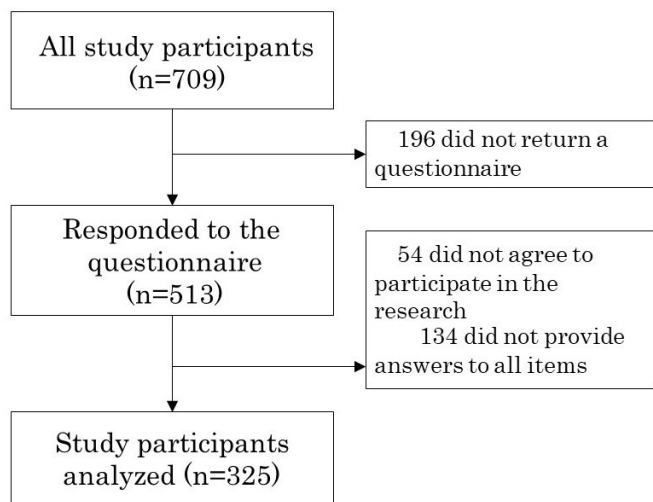 All study participants
(n=709)
196 did not return a
questionnaire
Responded to the
questionnaire
(n=513)
54 did not agree to
participate in the
research
134 did not provide
answers to all items
Study participants
analyzed (n=325)